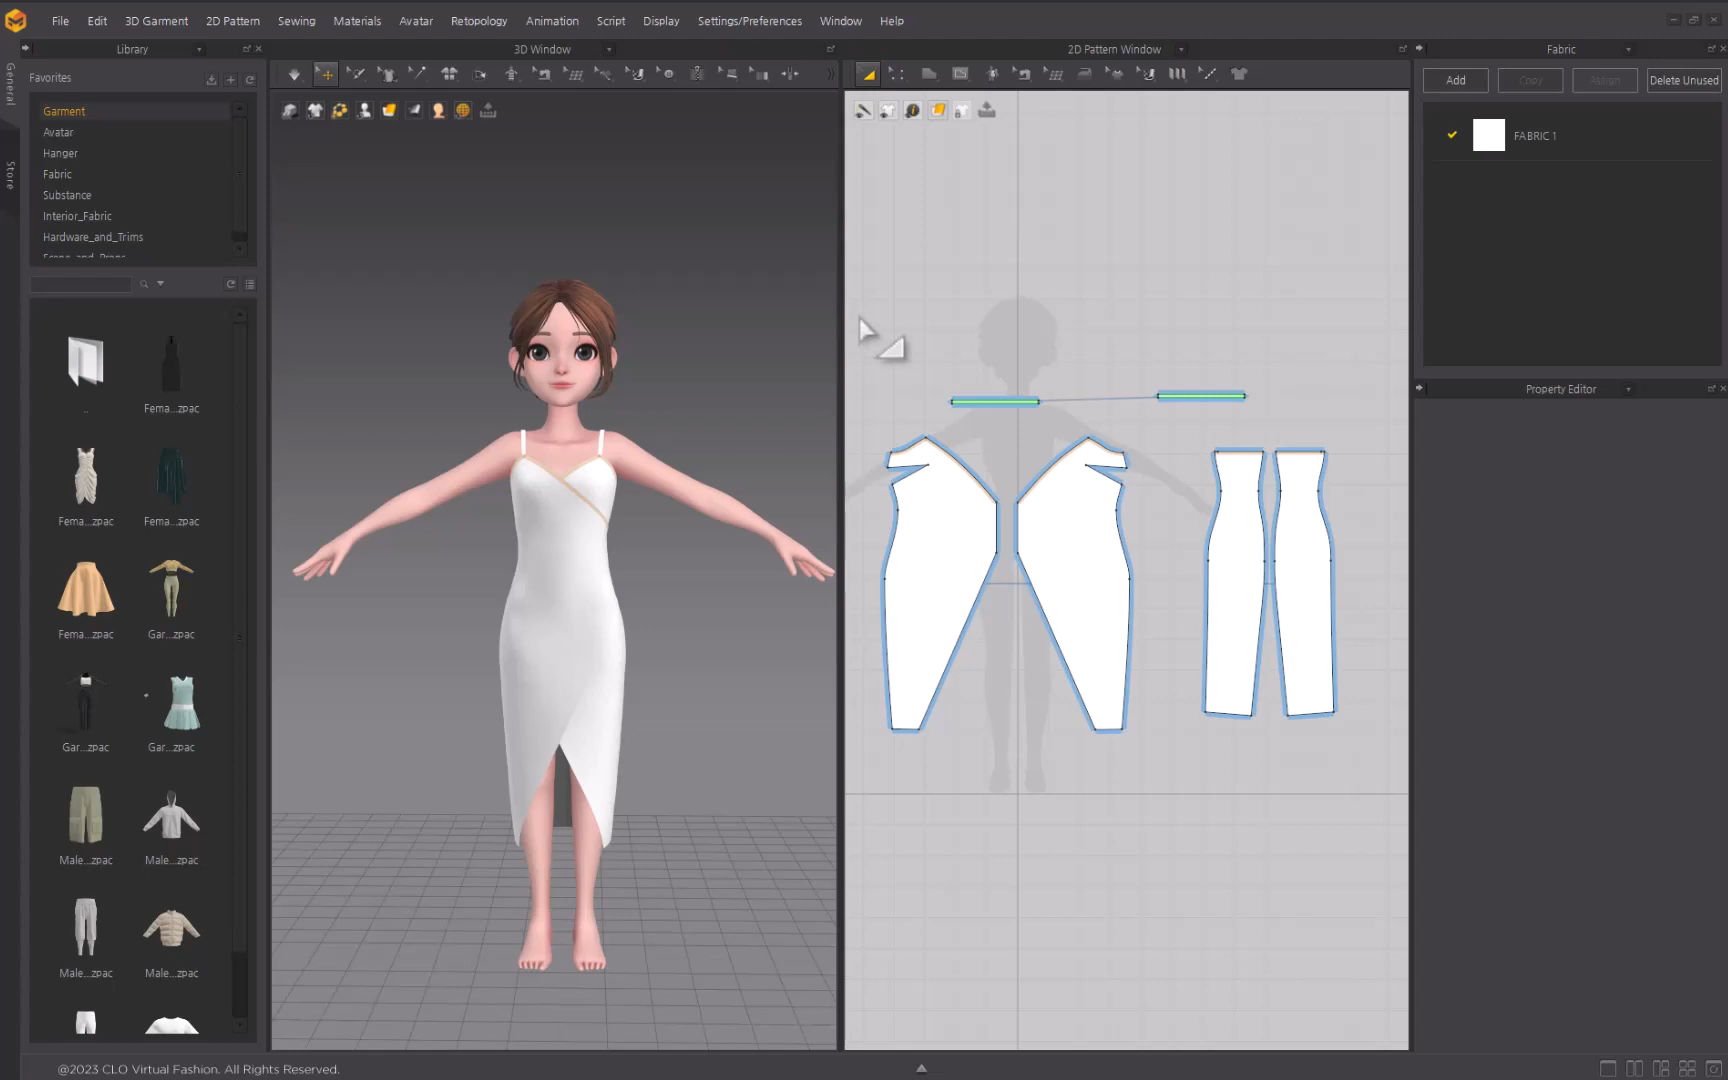 File Edit 3D Garment 2D Pattern Sewing Materials Avatar Retopology Animation Script Display Settings/Preferences Window Help
Library
3D Window
2D Pattern Window
Fabric
General
Store
Favorites
Garment
Avatar
Hanger
Fabric
Substance
Interior_Fabric
Hardware_and_Trims
Scene_and_Props
Add Copy Assign Delete Unused
FABRIC 1
Property Editor
..
Fema...zpac
Fema...zpac
Fema...zpac
Fema...zpac
Gar...zpac
Gar...zpac
Gar...zpac
Male...zpac
Male...zpac
Male...zpac
Male...zpac
©2023 CLO Virtual Fashion. All Rights Reserved.